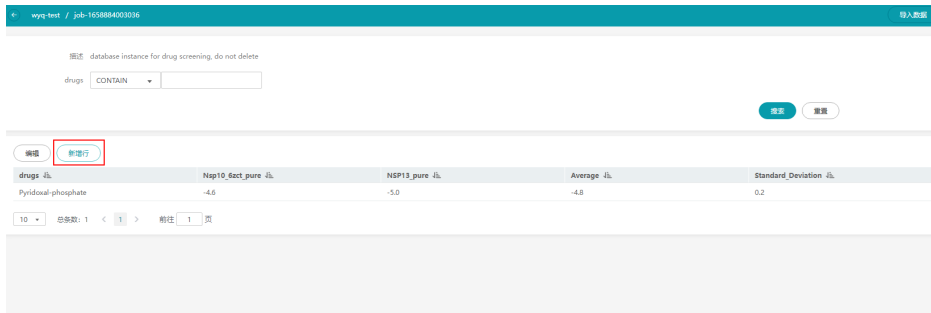 wyq-test / job-1658884003036 导入数据
描述 database instance for drug screening, do not delete
drugs CONTAIN
搜索 重置
编辑 新增行
drugs Nsp10_6zct_pure NSP13_pure Average Standard_Deviation
Pyridoxal-phosphate -4.6 -5.0 -4.8 0.2
10 总条数: 1 < 1 > 前往 1 页